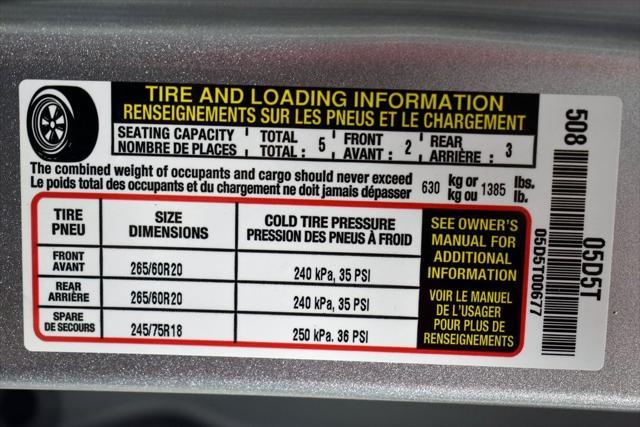 TIRE AND LOADING INFORMATION
RENSEIGNEMENTS SUR LES PNEUS ET LE CHARGEMENT
SEATING CAPACITY TOTAL FRONT REAR
NOMBRE DE PLACES TOTAL : 5 AVANT : 2 ARRIÈRE : 3
The combined weight of occupants and cargo should never exceed 630 kg or 1385 lbs.
Le poids total des occupants et du chargement ne doit jamais dépasser kg ou lb.
TIRE SIZE COLD TIRE PRESSURE
PNEU DIMENSIONS PRESSION DES PNEUS À FROID
FRONT
AVANT 265/60R20 240 kPa, 35 PSI
REAR
ARRIÈRE 265/60R20 240 kPa, 35 PSI
SPARE
DE SECOURS 245/75R18 250 kPa. 36 PSI
SEE OWNER'S
MANUAL FOR
ADDITIONAL
INFORMATION
VOIR LE MANUEL
DE L'USAGER
POUR PLUS DE
RENSEIGNEMENTS
508
05D5T
05D5T00677